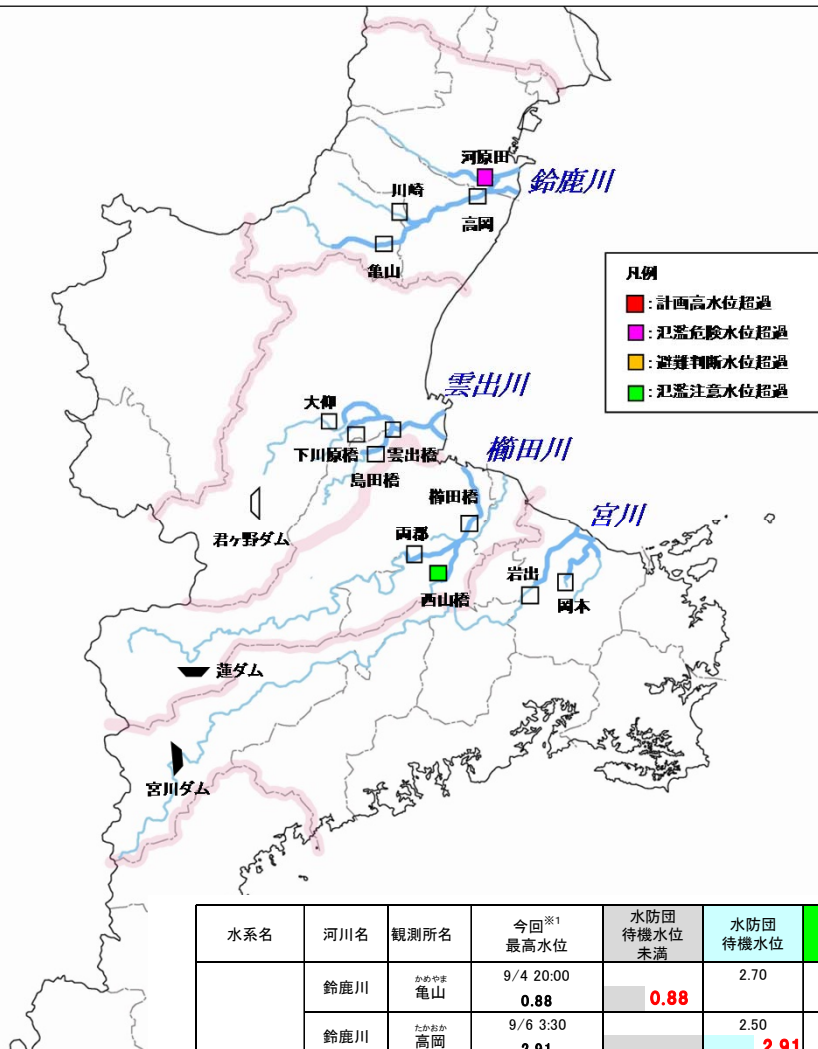 河原田
鈴鹿川
川崎
高岡
亀山
凡例
：計画高水位超過
：氾濫危険水位超過
：避難判断水位超過
：氾濫注意水位超過
雲出川
大仰
下川原橋
雲出橋
島田橋
櫛田川
櫛田橋
宮川
君ヶ野ダム
両郡
西山橋
岩出
岡本
蓮ダム
宮川ダム
水系名 河川名 観測所名 今回※1 最高水位 水防団 待機水位 未満 水防団 待機水位
鈴鹿川 かめやま 亀山 9/4 20:00 0.88 0.88 2.70
鈴鹿川 たかおか 高岡 9/6 3:30 2.91 2.50 2.91